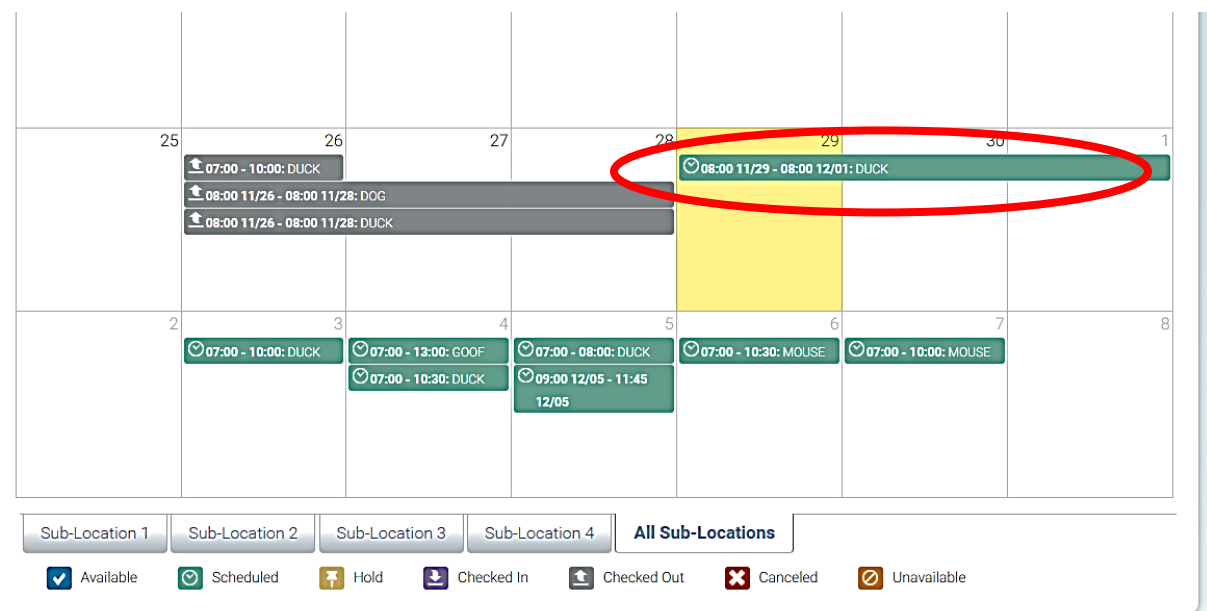 25 26 27 28 29 30 1
07:00 - 10:00: DUCK
08:00 11/29 - 08:00 12/01: DUCK
08:00 11/26 - 08:00 11/28: DOG
08:00 11/26 - 08:00 11/28: DUCK
2 3 4 5 6 7 8
07:00 - 10:00: DUCK
07:00 - 13:00: GOOF
07:00 - 08:00: DUCK
07:00 - 10:30: MOUSE
07:00 - 10:00: MOUSE
07:00 - 10:30: DUCK
09:00 12/05 - 11:45
12/05
Sub-Location 1 Sub-Location 2 Sub-Location 3 Sub-Location 4 All Sub-Locations
Available Scheduled Hold Checked In Checked Out Canceled Unavailable